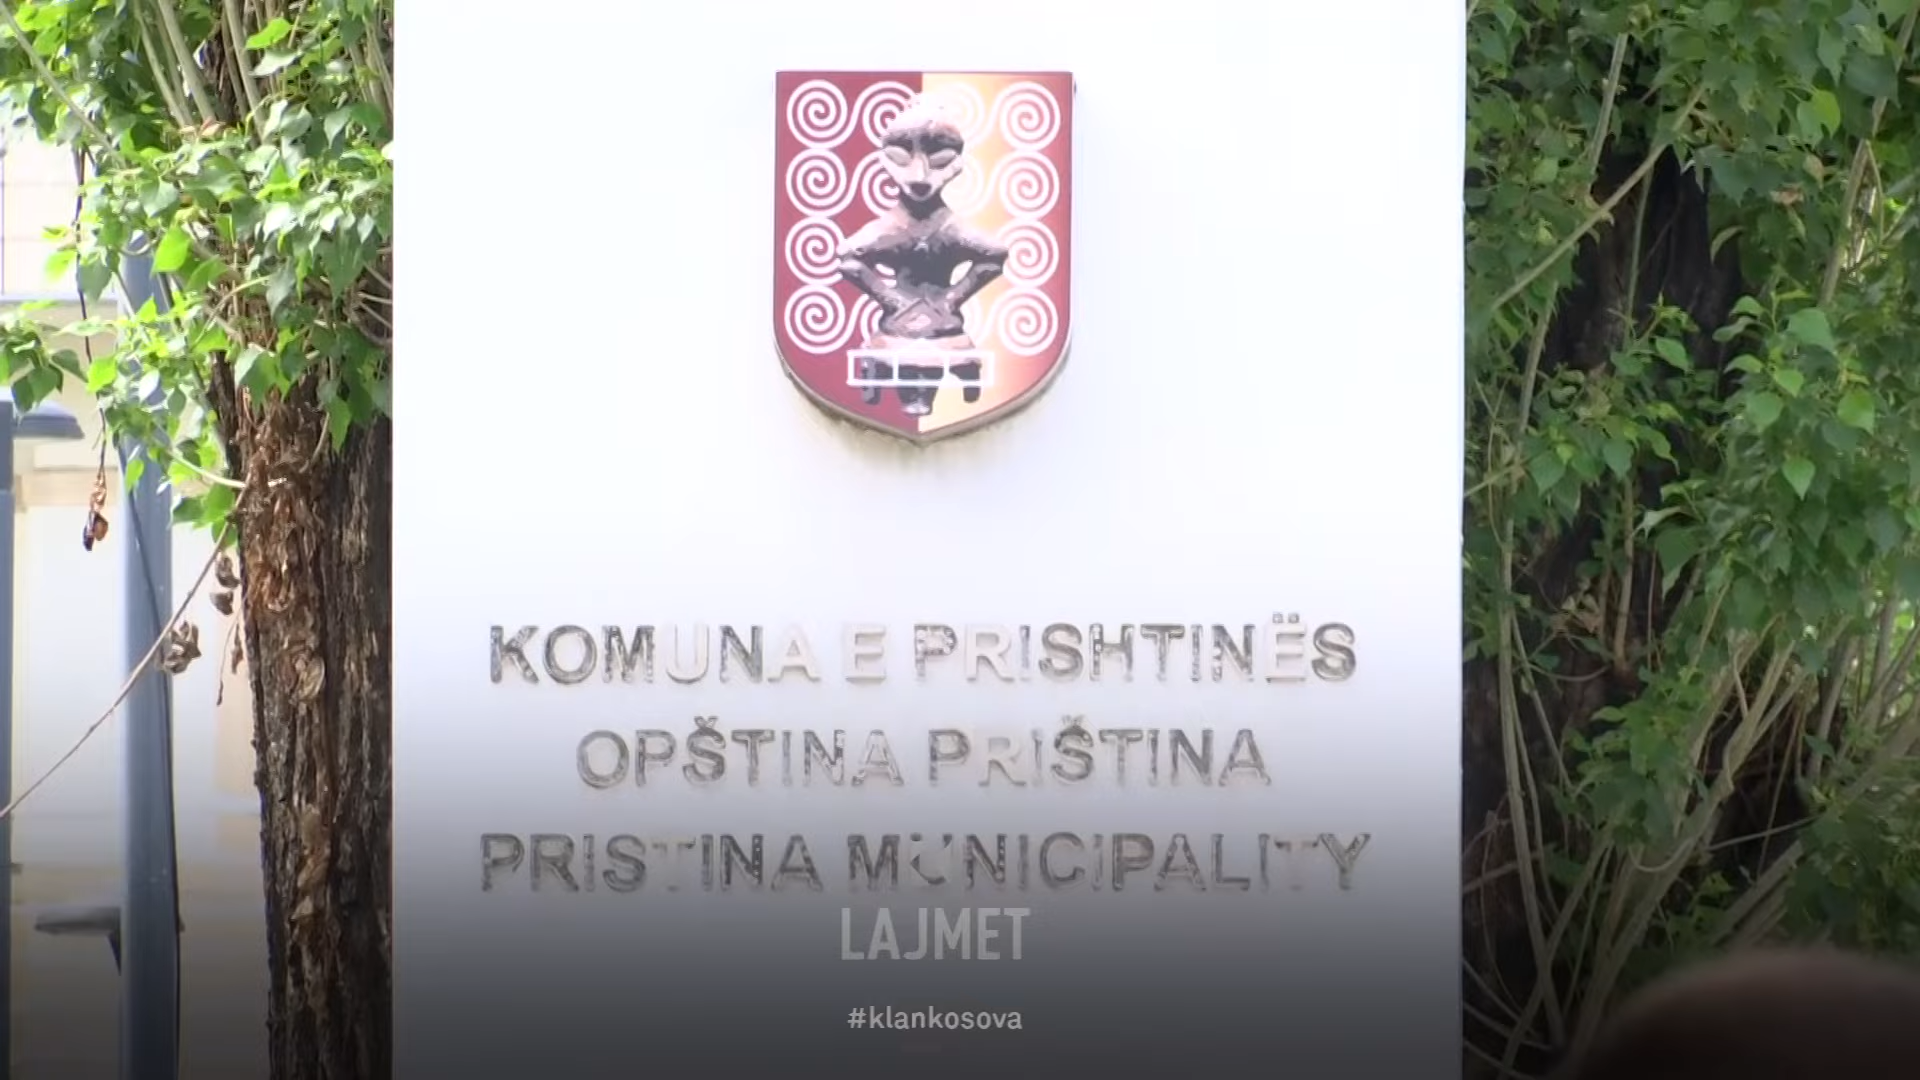 KOMUNA E PRISHTINËS
OPŠTINA PRIŠTINA
PRISTINA MUNICIPALITY
LAJMET
#klankosova